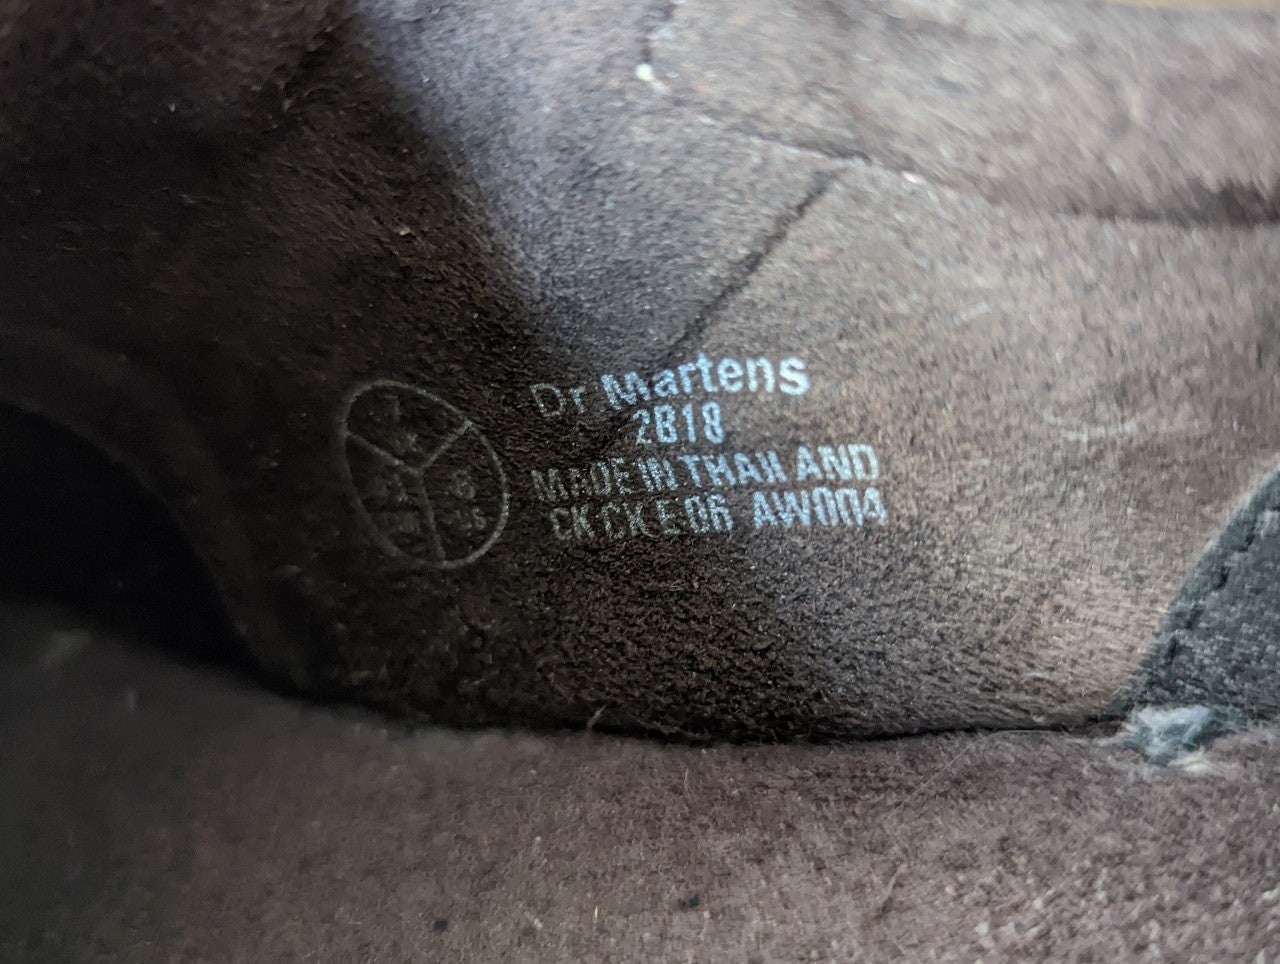 Dr Martens
2B18
MADE IN THAILAND
CK CK E 06 AW004